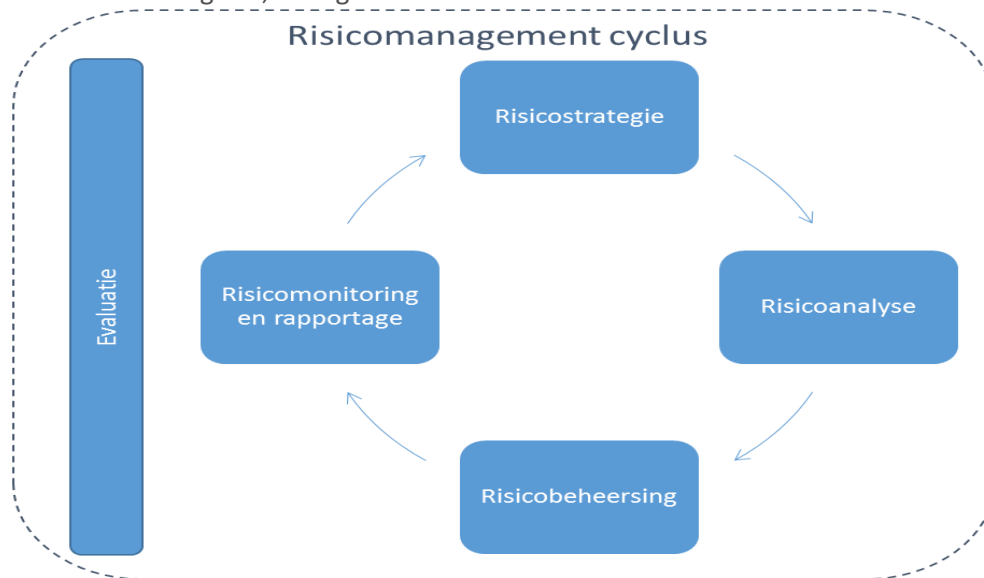 Risicomanagement cyclus
Risicostrategie
Evaluatie
Risicomonitoring
en rapportage
Risicoanalyse
Risicobeheersing